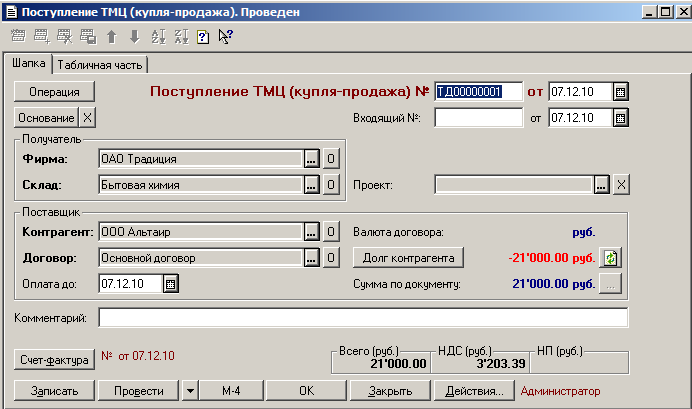 Поступление ТМЦ (купля-продажа). Проведен
Шапка Табличная часть
Операция Поступление ТМЦ (купля-продажа) № ТД00000001 от 07.12.10
Основание X Входящий №: от 07.12.10
Получатель
Фирма: ОАО Традиция ... О
Склад: Бытовая химия ... О Проект: ... X
Поставщик
Контрагент: ООО Альтаир ... О Валюта договора: руб.
Договор: Основной договор ... О Долг контрагента -21'000.00 руб.
Оплата до: 07.12.10 Сумма по документу: 21'000.00 руб. ...
Комментарий:
Счет-фактура № от 07.12.10 Всего (руб.) НДС (руб.) НП (руб.)
21'000.00 3'203.39
Записать Провести М-4 OK Закрыть Действия... Администратор